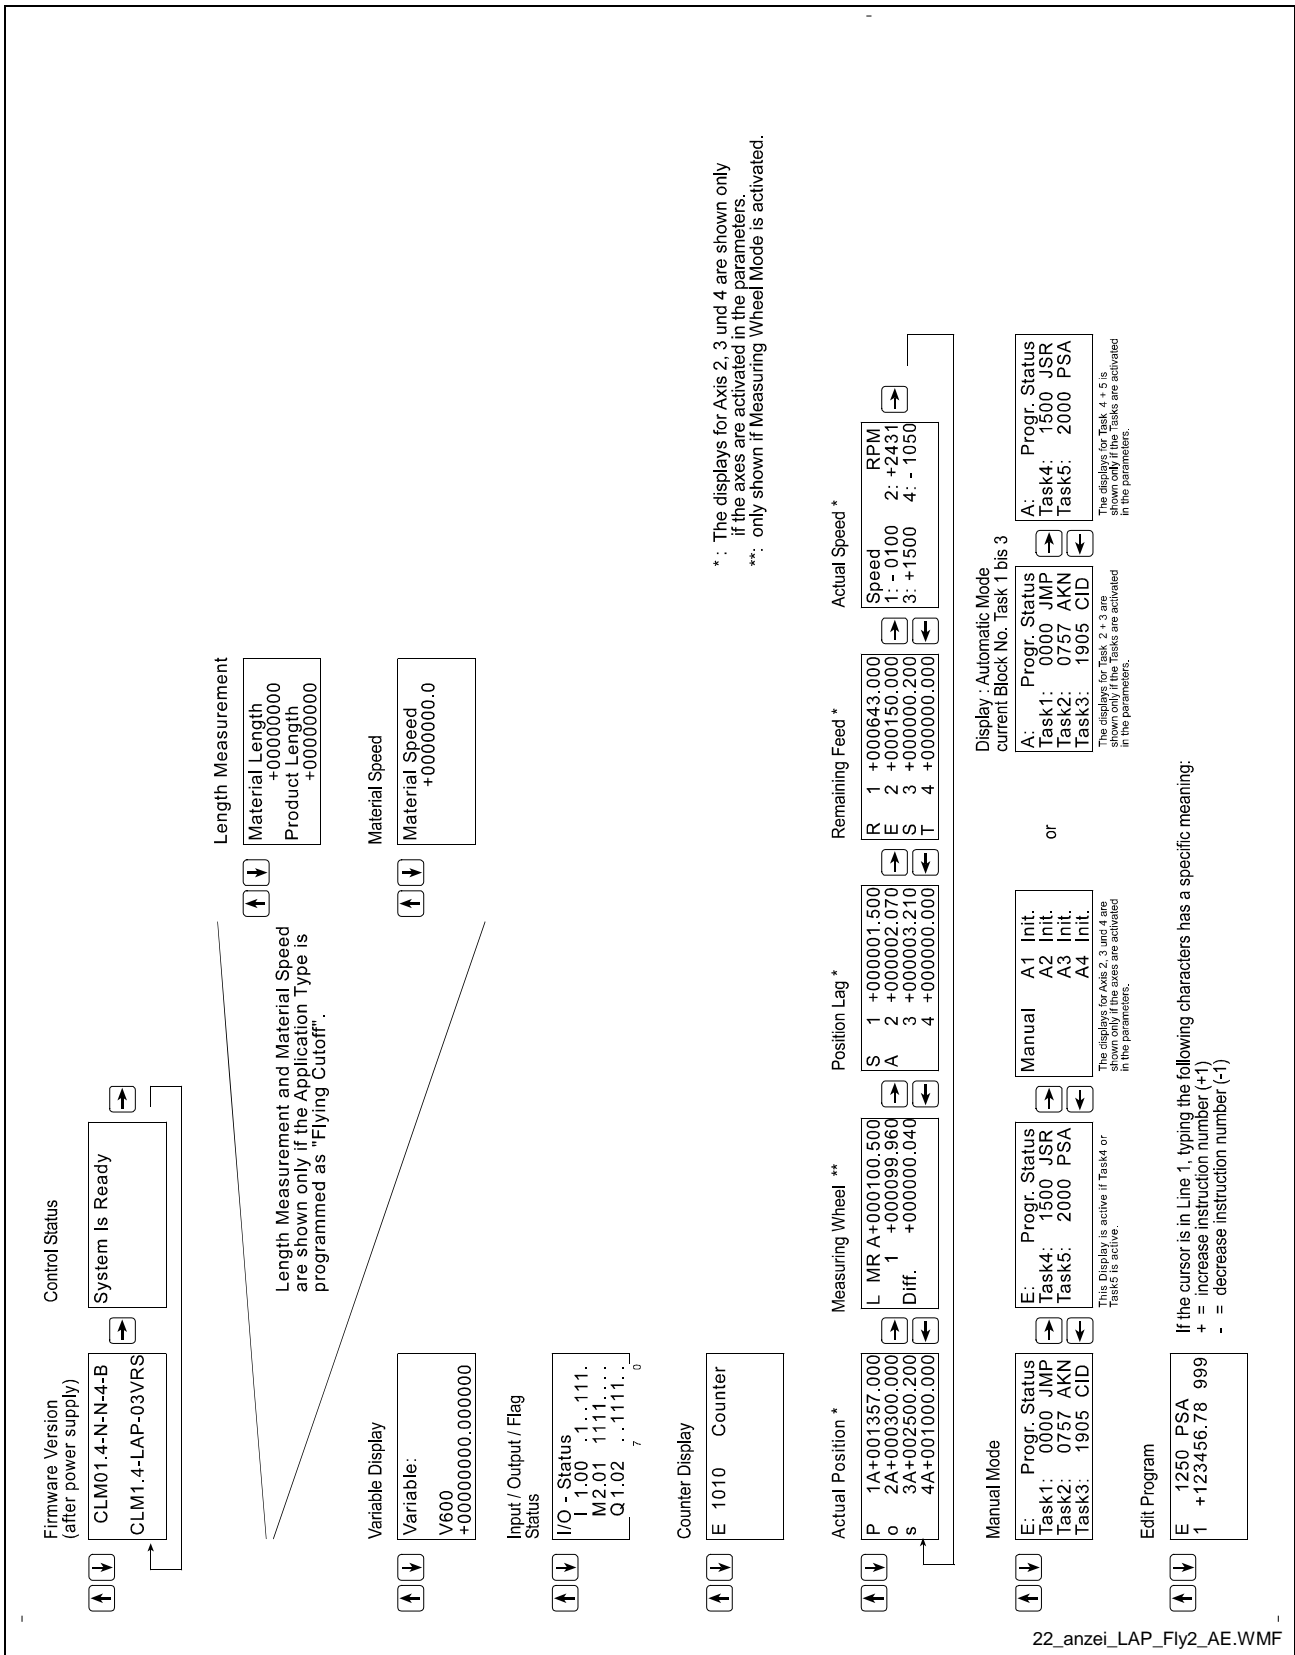 Firmware Version
(after power supply)
CLM01.4-N-N-4-B
CLM1.4-LAP-03VRS
Control Status
System Is Ready
Length Measurement and Material Speed
are shown only if the Application Type is
programmed as "Flying Cutoff".
Length Measurement
Material Length
+00000000
Product Length
+00000000
Material Speed
Material Speed
+0000000.0
Variable Display
Variable:
V600
+00000000.000000
Input / Output / Flag
Status
I/O - Status
I 1.00 .1..111.
M2.01 1111....
Q1.02 ..1111..
7 0
Counter Display
E 1010 Counter
* : The displays for Axis 2, 3 und 4 are shown only
if the axes are activated in the parameters.
**: only shown if Measuring Wheel Mode is activated.
Actual Position *
P 1A+001357.000
o 2A+000300.000
s 3A+002500.200
4A+001000.000
Measuring Wheel **
L MR A+000100.500
1 +000099.960
Diff. +000000.040
Position Lag *
S 1 +000001.500
A 2 +000002.070
3 +000003.210
4 +000000.000
Remaining Feed *
R 1 +000643.000
E 2 +000150.000
S 3 +000000.200
T 4 +000000.000
Actual Speed *
Speed RPM
1: - 0100 2: +2431
3: +1500 4: - 1050
Manual Mode
E: Progr. Status
Task1: 0000 JMP
Task2: 0757 AKN
Task3: 1905 CID
E: Progr. Status
Task4: 1500 JSR
Task5: 2000 PSA
This Display is active if Task4 or
Task5 is active.
Manual A1 Init.
A2 Init.
A3 Init.
A4 Init.
The displays for Axis 2, 3 und 4 are
shown only if the axes are activated
in the parameters.
or
Display : Automatic Mode
current Block No. Task 1 bis 3
A: Progr. Status
Task1: 0000 JMP
Task2: 0757 AKN
Task3: 1905 CID
The displays for Task 2 + 3 are
shown only if the Tasks are activated
in the parameters.
A: Progr. Status
Task4: 1500 JSR
Task5: 2000 PSA
The displays for Task 4 + 5 is
shown only if the Tasks are activated
in the parameters.
Edit Program
E 1250 PSA
1 +123456.78 999
If the cursor is in Line 1, typing the following characters has a specific meaning:
+ = increase instruction number (+1)
- = decrease instruction number (-1)
22_anzei_LAP_Fly2_AE.WMF